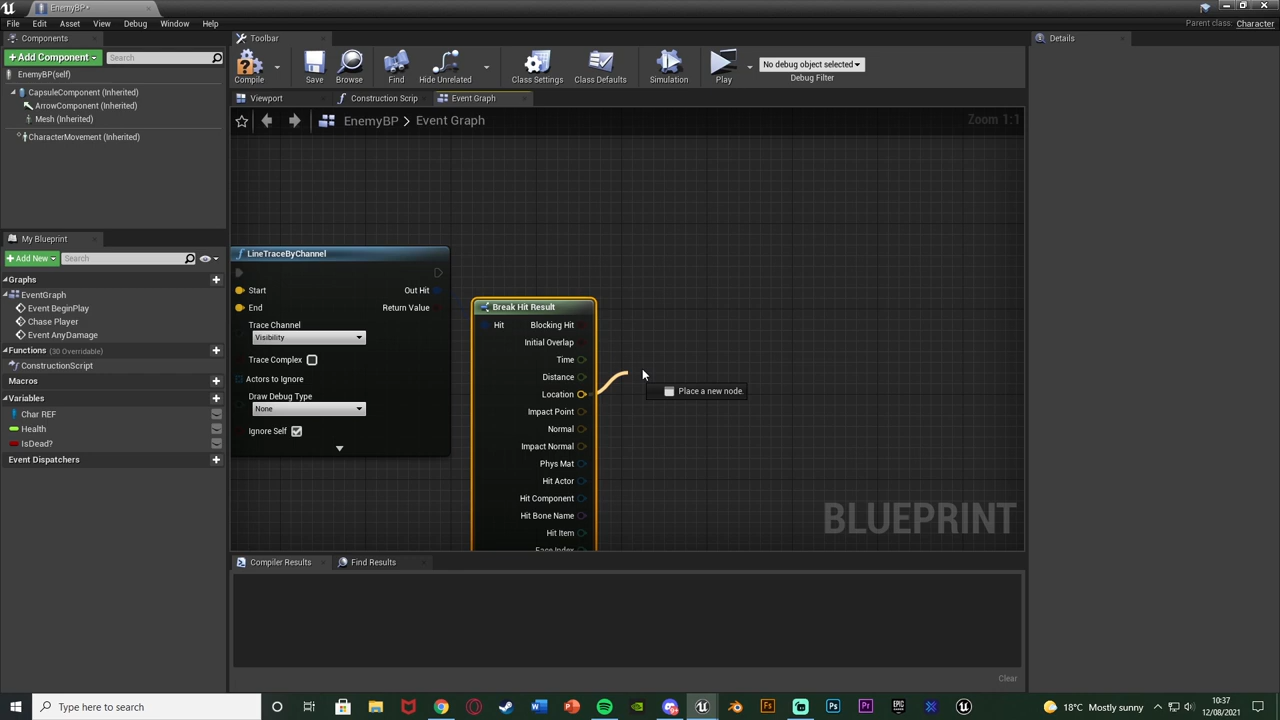 EnemyBP*
File Edit Asset View Debug Window Help
Parent class: Character
Components
Toolbar
Details
+Add Component
Search
Compile
Save
Browse
Find
Hide Unrelated
Class Settings
Class Defaults
Simulation
Play
No debug object selected
Debug Filter
EnemyBP(self)
CapsuleComponent (Inherited)
ArrowComponent (Inherited)
Mesh (Inherited)
CharacterMovement (Inherited)
Viewport
Construction Scrip
Event Graph
EnemyBP > Event Graph
Zoom 1:1
My Blueprint
+Add New
Search
Graphs
EventGraph
Event BeginPlay
Chase Player
Event AnyDamage
Functions (30 Overridable)
ConstructionScript
Macros
Variables
Char REF
Health
IsDead?
Event Dispatchers
LineTraceByChannel
Start
Out Hit
End
Return Value
Trace Channel
Visibility
Trace Complex
Actors to Ignore
Draw Debug Type
None
Ignore Self
Break Hit Result
Hit
Blocking Hit
Initial Overlap
Time
Distance
Location
Impact Point
Normal
Impact Normal
Phys Mat
Hit Actor
Hit Component
Hit Bone Name
Hit Item
Face Index
Place a new node.
BLUEPRINT
Compiler Results
Find Results
Clear
Type here to search
18°C Mostly sunny
10:37
12/08/2021